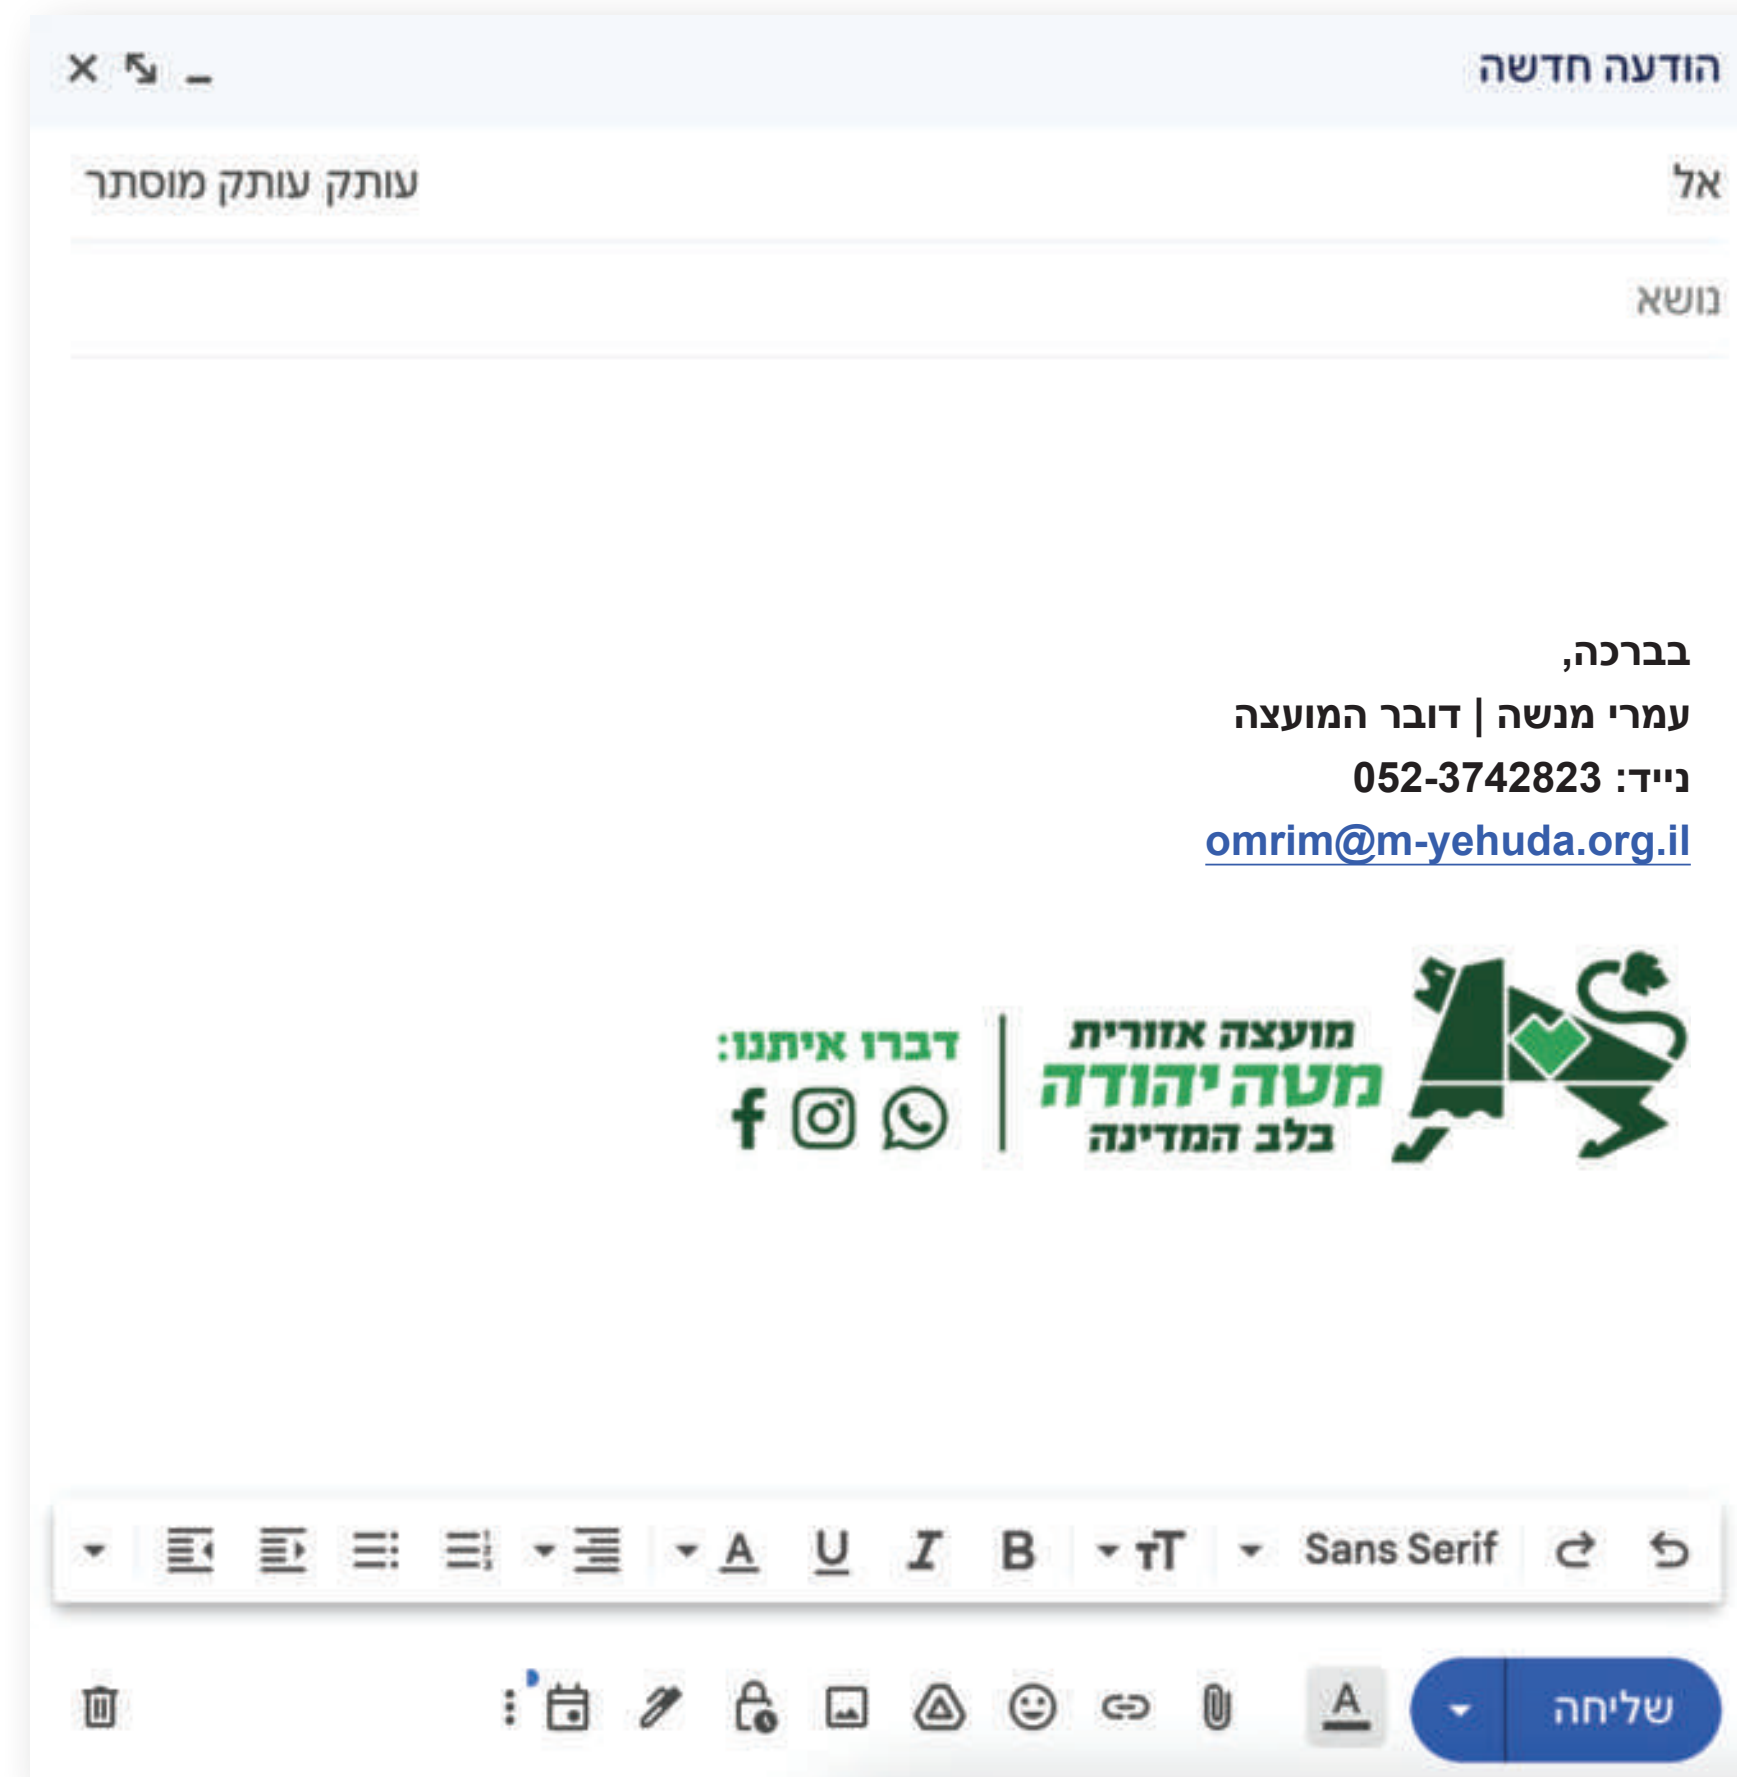 הודעה חדשה
אל
עותק עותק מוסתר
נושא
בברכה,
עמרי מנשה | דובר המועצה
נייד: 052-3742823
omrim@m-yehuda.org.il
מועצה אזורית
מטה יהודה
בלב המדינה
דברו איתנו:
Sans Serif
שליחה